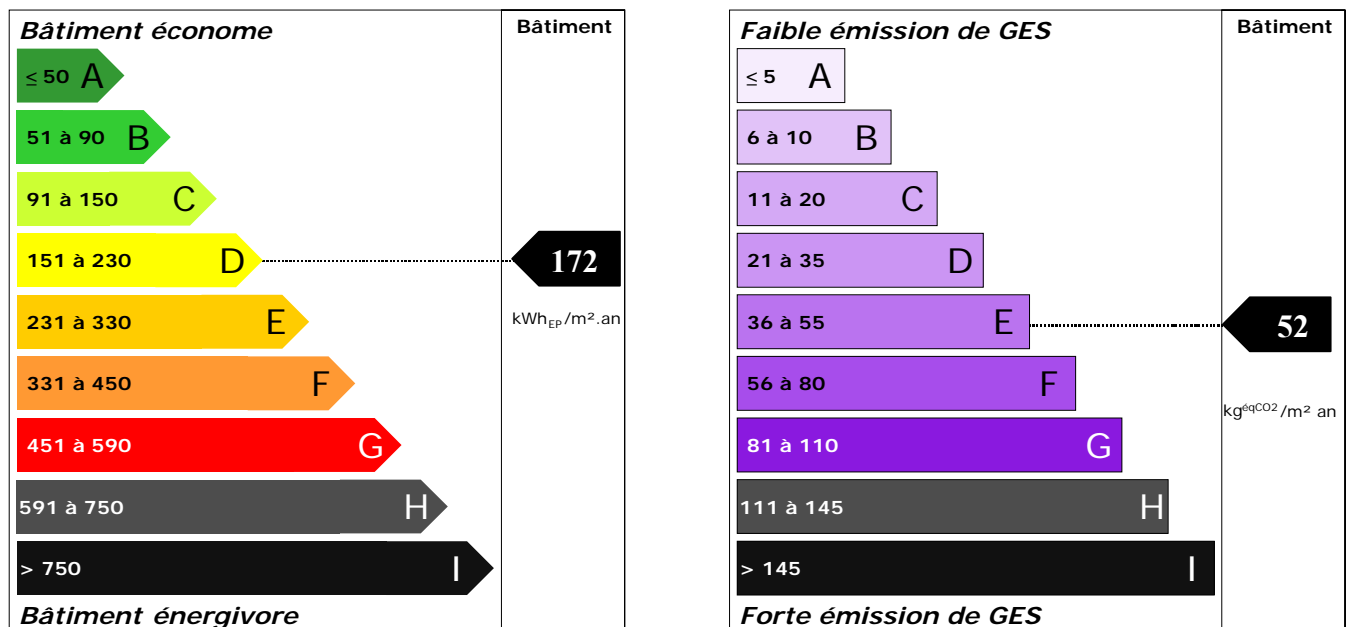 Bâtiment économe
Bâtiment
≤ 50 A
51 à 90 B
91 à 150 C
151 à 230 D
172
231 à 330 E
kWhEP/m².an
331 à 450 F
451 à 590 G
591 à 750 H
> 750 I
Bâtiment énergivore
Faible émission de GES
Bâtiment
≤ 5 A
6 à 10 B
11 à 20 C
21 à 35 D
36 à 55 E
52
56 à 80 F
kgéqCO2/m² an
81 à 110 G
111 à 145 H
> 145 I
Forte émission de GES